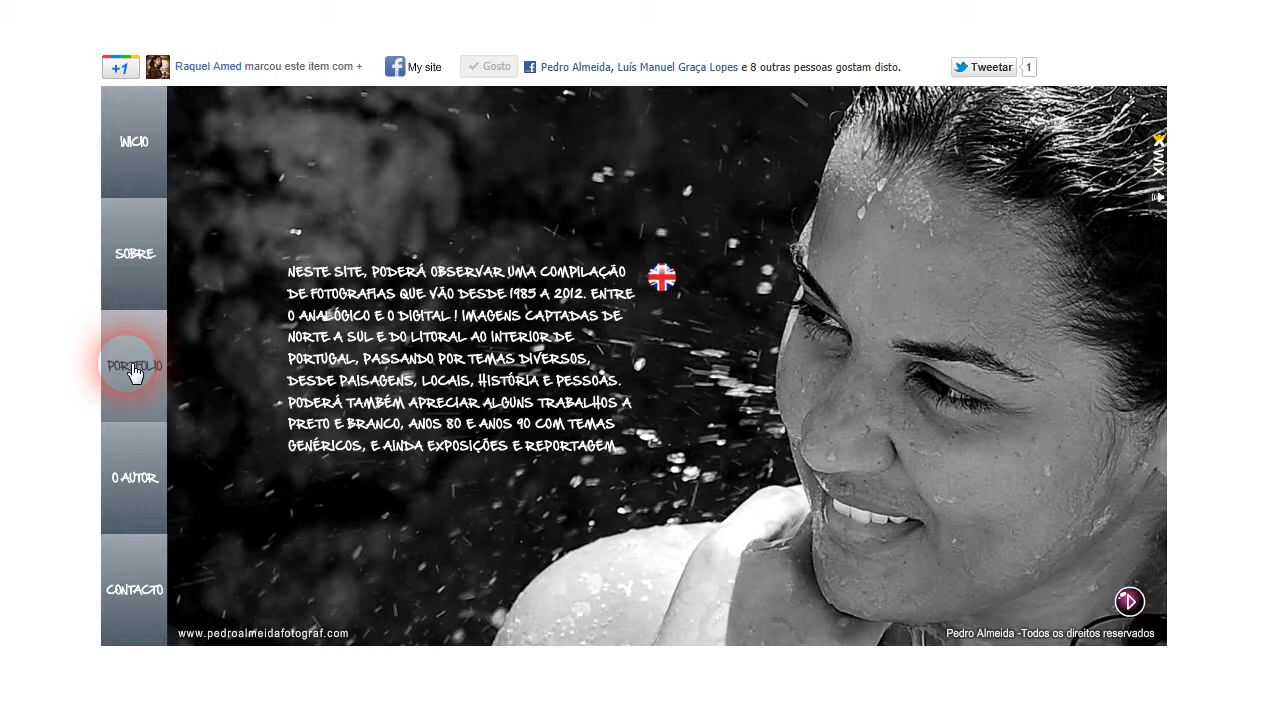 +1
Raquel Amed marcou este item com +
My site
Gosto
Pedro Almeida, Luís Manuel Graça Lopes e 8 outras pessoas gostam disto.
Tweetar
1
INICIO
SOBRE
PORTFOLIO
O AUTOR
CONTACTO
WiX
NESTE SITE, PODERÁ OBSERVAR UMA COMPILAÇÃO
DE FOTOGRAFIAS QUE VÃO DESDE 1985 A 2012. ENTRE
O ANALÓGICO E O DIGITAL ! IMAGENS CAPTADAS DE
NORTE A SUL E DO LITORAL AO INTERIOR DE
PORTUGAL, PASSANDO POR TEMAS DIVERSOS,
DESDE PAISAGENS, LOCAIS, HISTÓRIA E PESSOAS.
PODERÁ TAMBÉM APRECIAR ALGUNS TRABALHOS A
PRETO E BRANCO, ANOS 80 E ANOS 90 COM TEMAS
GENÉRICOS, E AINDA EXPOSIÇÕES E REPORTAGEM.
www.pedroalmeidafotograf.com
Pedro Almeida -Todos os direitos reservados